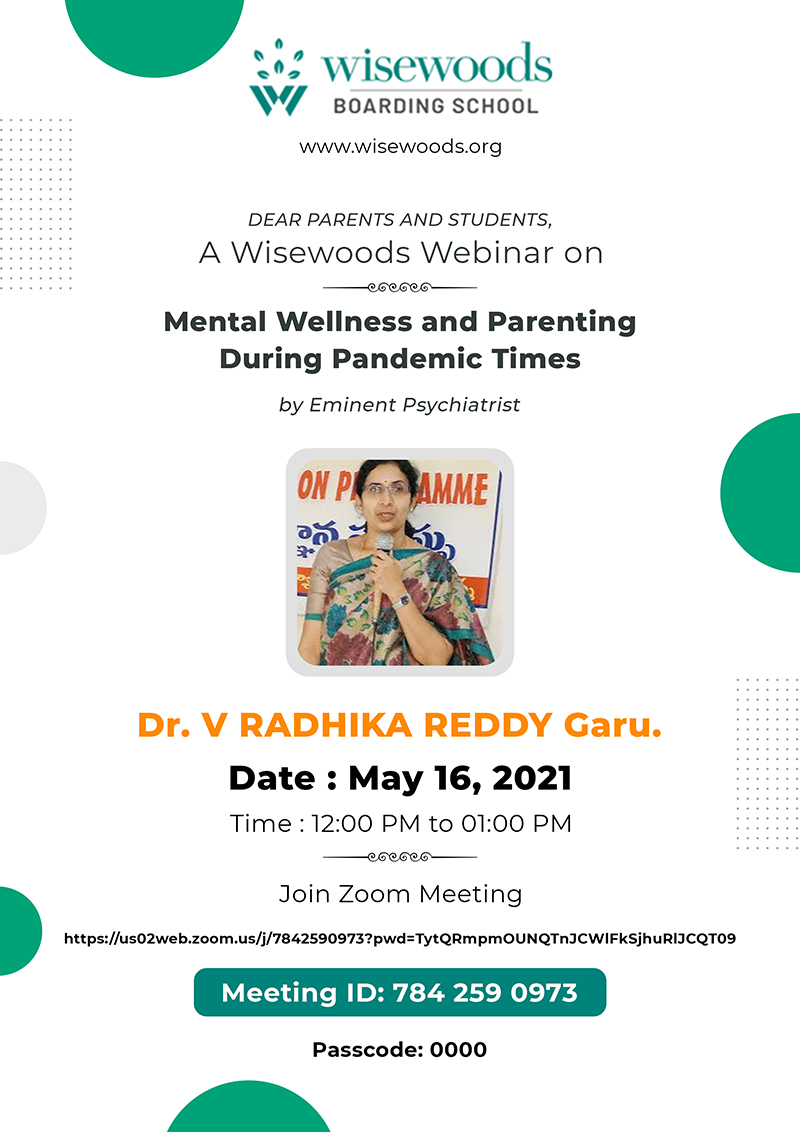 wisewoods
BOARDING SCHOOL
www.wisewoods.org
DEAR PARENTS AND STUDENTS,
A Wisewoods Webinar on
Mental Wellness and Parenting
During Pandemic Times
by Eminent Psychiatrist
ON AMME
Dr. V RADHIKA REDDY Garu.
Date : May 16, 2021
Time : 12:00 PM to 01:00 PM
Join Zoom Meeting
https://us02web.zoom.us/j/7842590973?pwd=TytQRmpmOUNQTnJCWlFkSjhuRlJCQT09
Meeting ID: 784 259 0973
Passcode: 0000